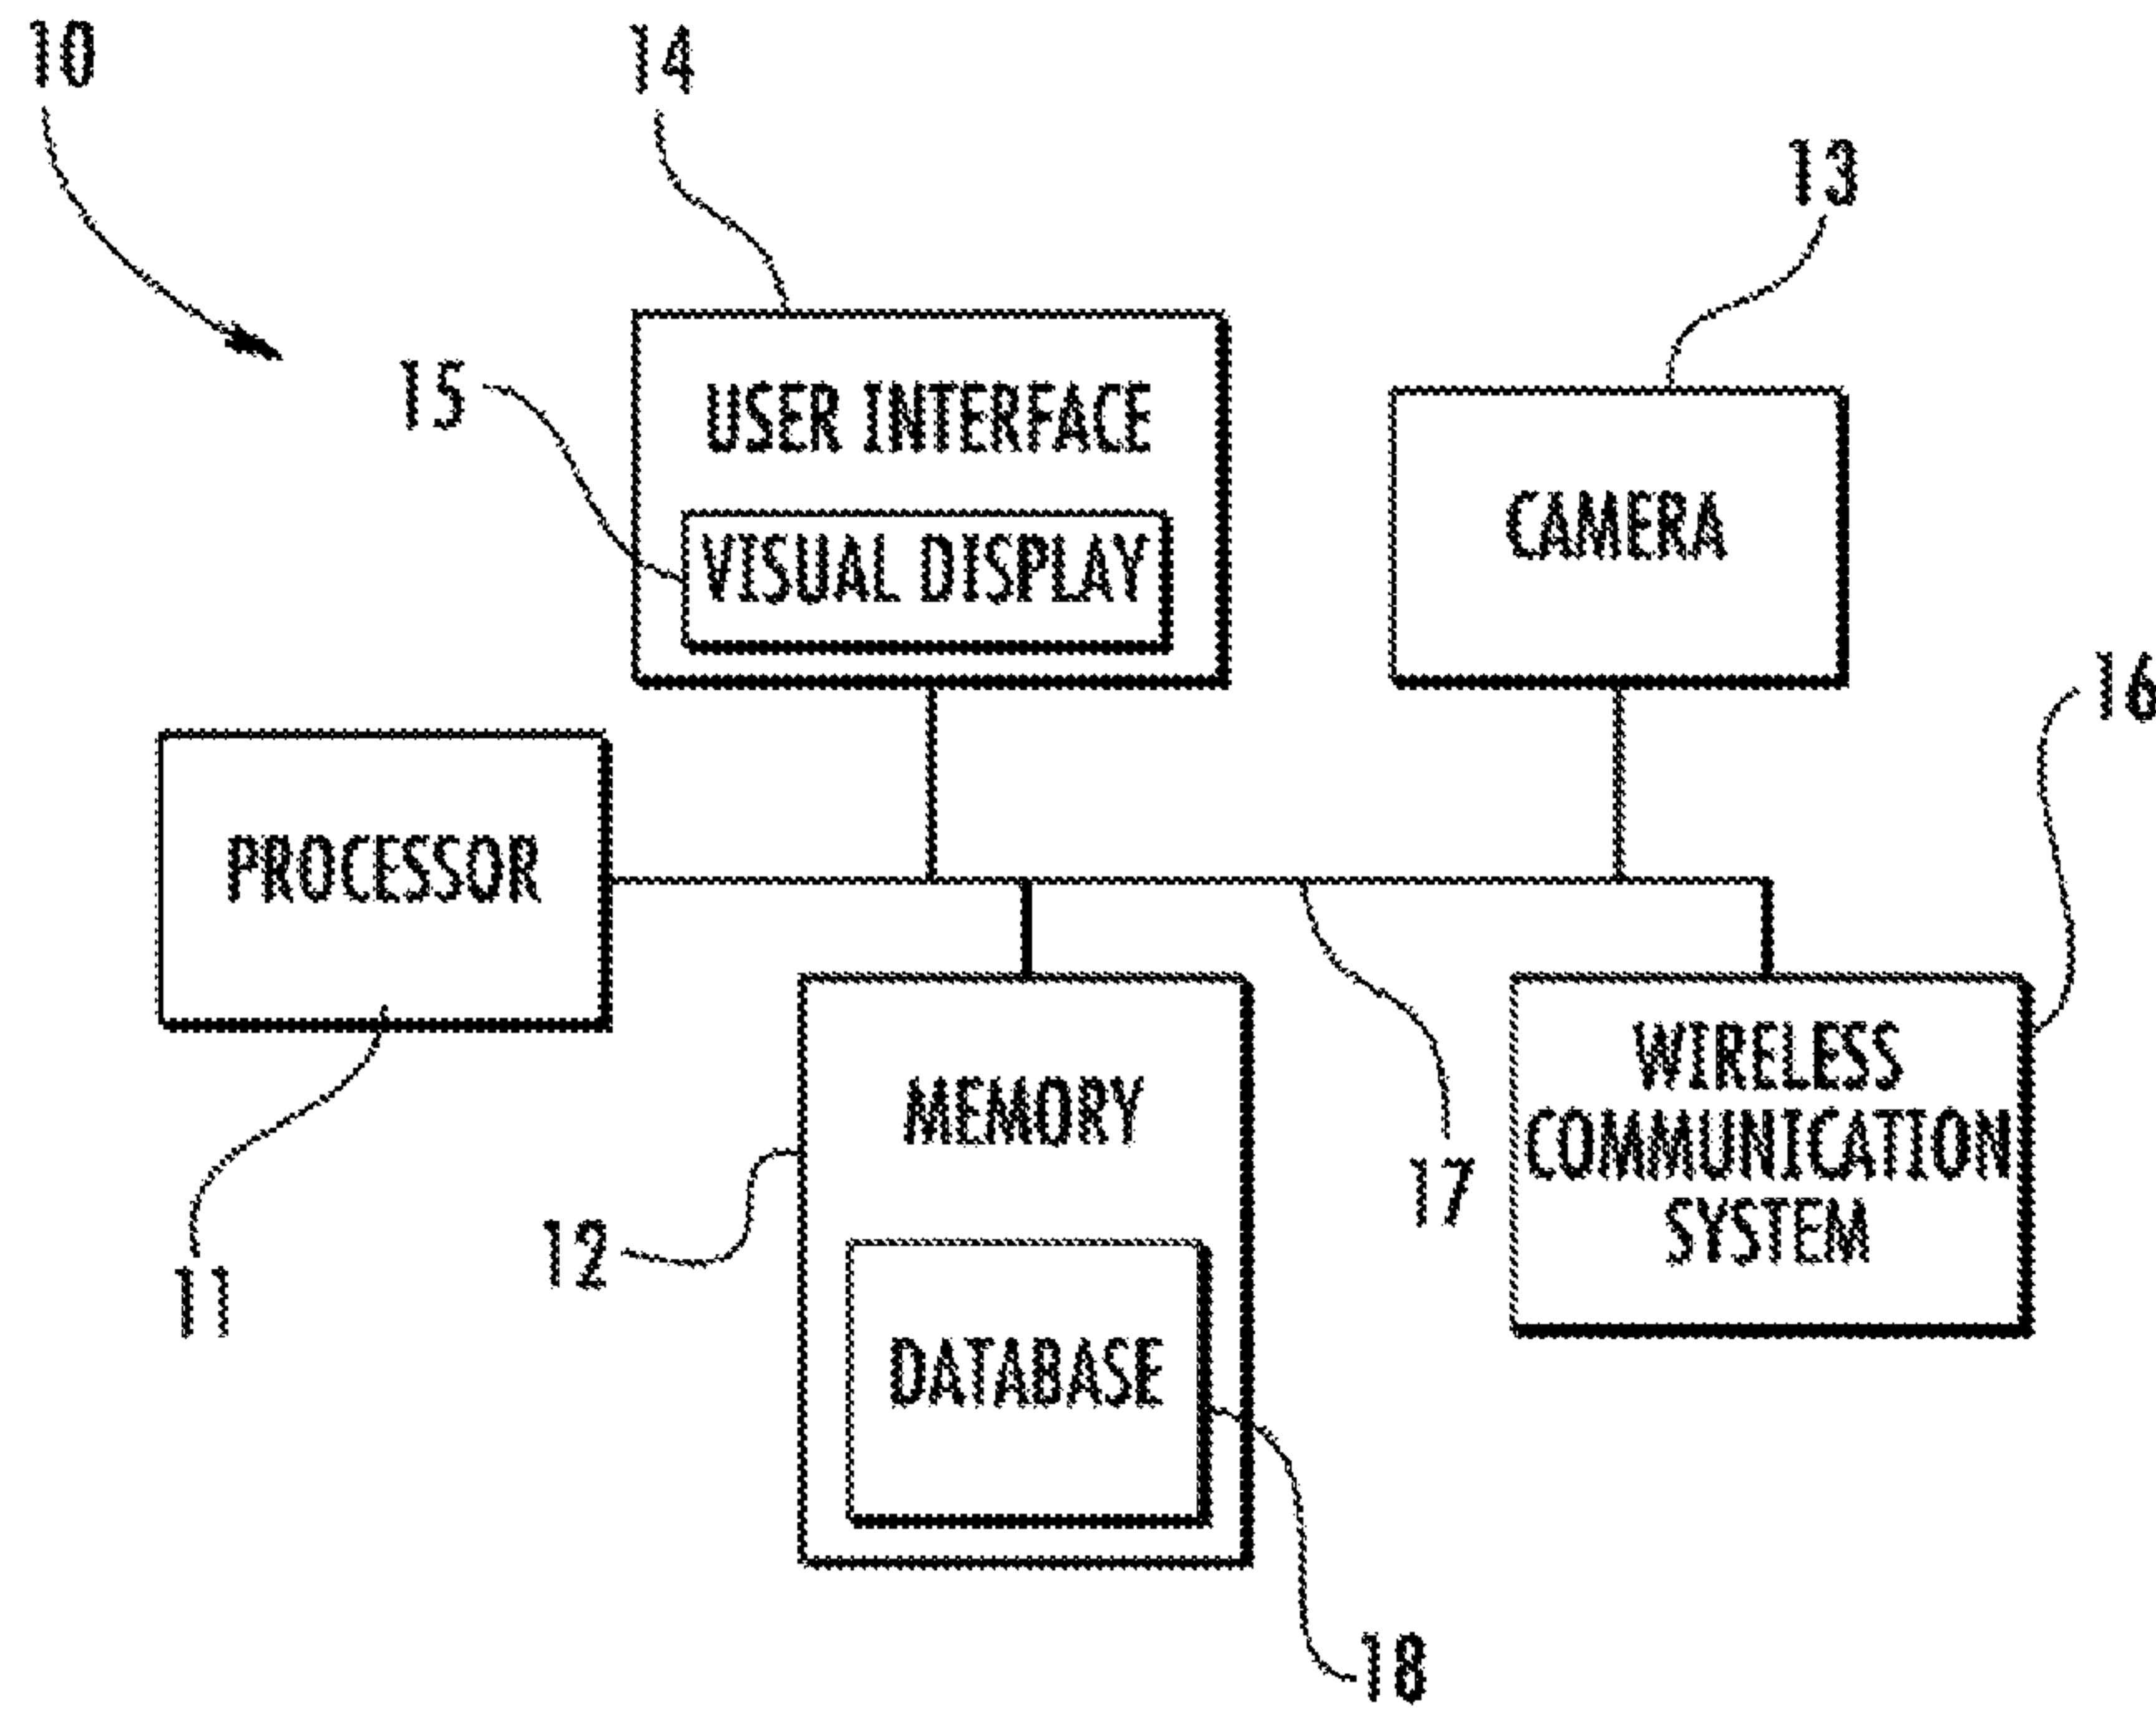 10
14
13
15
USER INTERFACE
VISUAL DISPLAY
CAMERA
16
PROCESSOR
11
MEMORY
12
DATABASE
17
WIRELESS
COMMUNICATION
SYSTEM
18